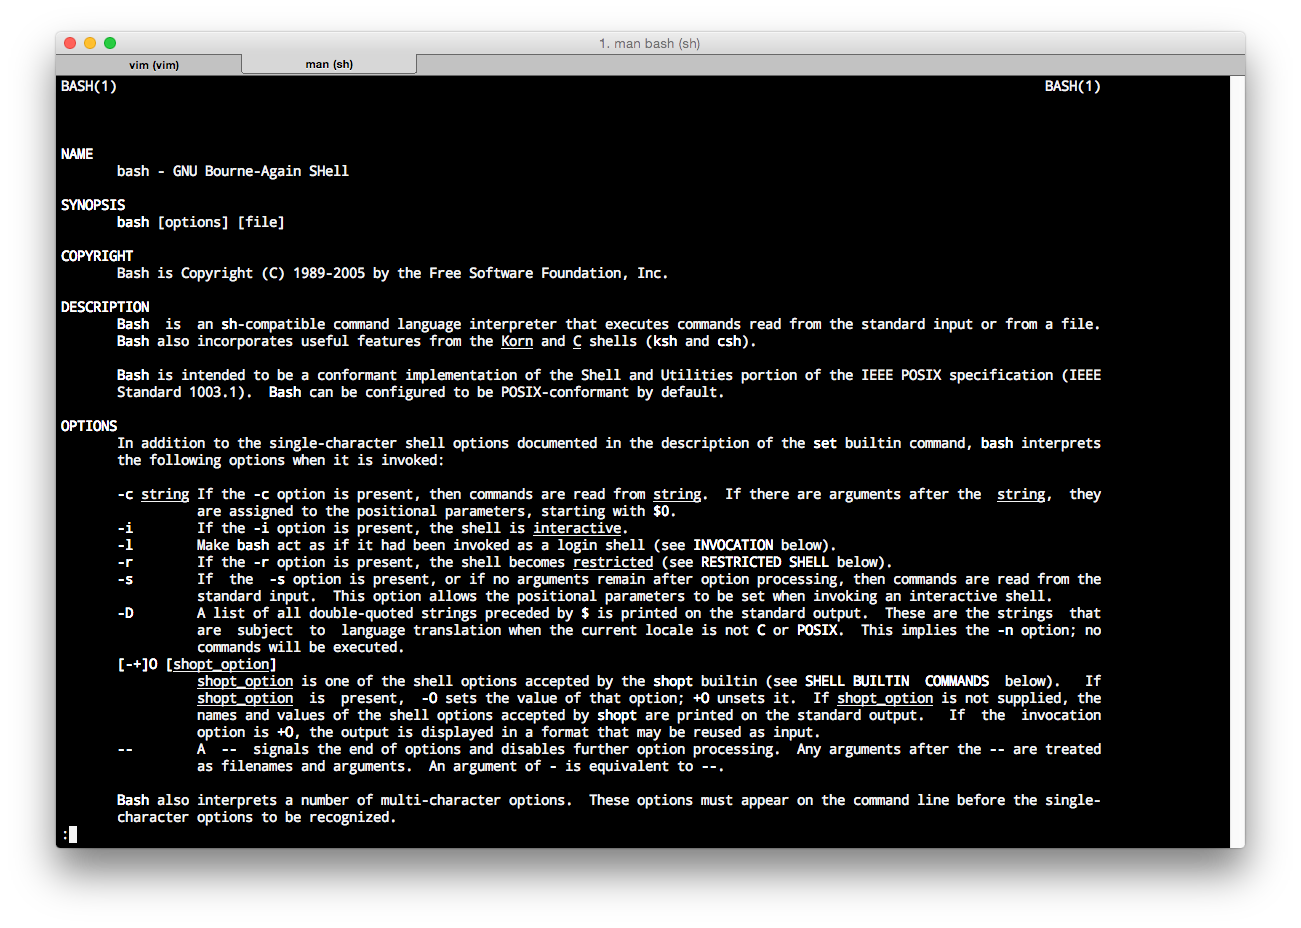 1. man bash (sh)
vim (vim) man (sh)
BASH(1) BASH(1)
NAME
bash - GNU Bourne-Again SHell
SYNOPSIS
bash [options] [file]
COPYRIGHT
Bash is Copyright (C) 1989-2005 by the Free Software Foundation, Inc.
DESCRIPTION
Bash is an sh-compatible command language interpreter that executes commands read from the standard input or from a file.
Bash also incorporates useful features from the Korn and C shells (ksh and csh).
Bash is intended to be a conformant implementation of the Shell and Utilities portion of the IEEE POSIX specification (IEEE
Standard 1003.1). Bash can be configured to be POSIX-conformant by default.
OPTIONS
In addition to the single-character shell options documented in the description of the set builtin command, bash interprets
the following options when it is invoked:
-c string If the -c option is present, then commands are read from string. If there are arguments after the string, they
are assigned to the positional parameters, starting with $0.
-i If the -i option is present, the shell is interactive.
-l Make bash act as if it had been invoked as a login shell (see INVOCATION below).
-r If the -r option is present, the shell becomes restricted (see RESTRICTED SHELL below).
-s If the -s option is present, or if no arguments remain after option processing, then commands are read from the
standard input. This option allows the positional parameters to be set when invoking an interactive shell.
-D A list of all double-quoted strings preceded by $ is printed on the standard output. These are the strings that
are subject to language translation when the current locale is not C or POSIX. This implies the -n option; no
commands will be executed.
[-+]O [shopt_option]
shopt_option is one of the shell options accepted by the shopt builtin (see SHELL BUILTIN COMMANDS below). If
shopt_option is present, -O sets the value of that option; +O unsets it. If shopt_option is not supplied, the
names and values of the shell options accepted by shopt are printed on the standard output. If the invocation
option is +O, the output is displayed in a format that may be reused as input.
-- A -- signals the end of options and disables further option processing. Any arguments after the -- are treated
as filenames and arguments. An argument of - is equivalent to --.
Bash also interprets a number of multi-character options. These options must appear on the command line before the single-
character options to be recognized.
: